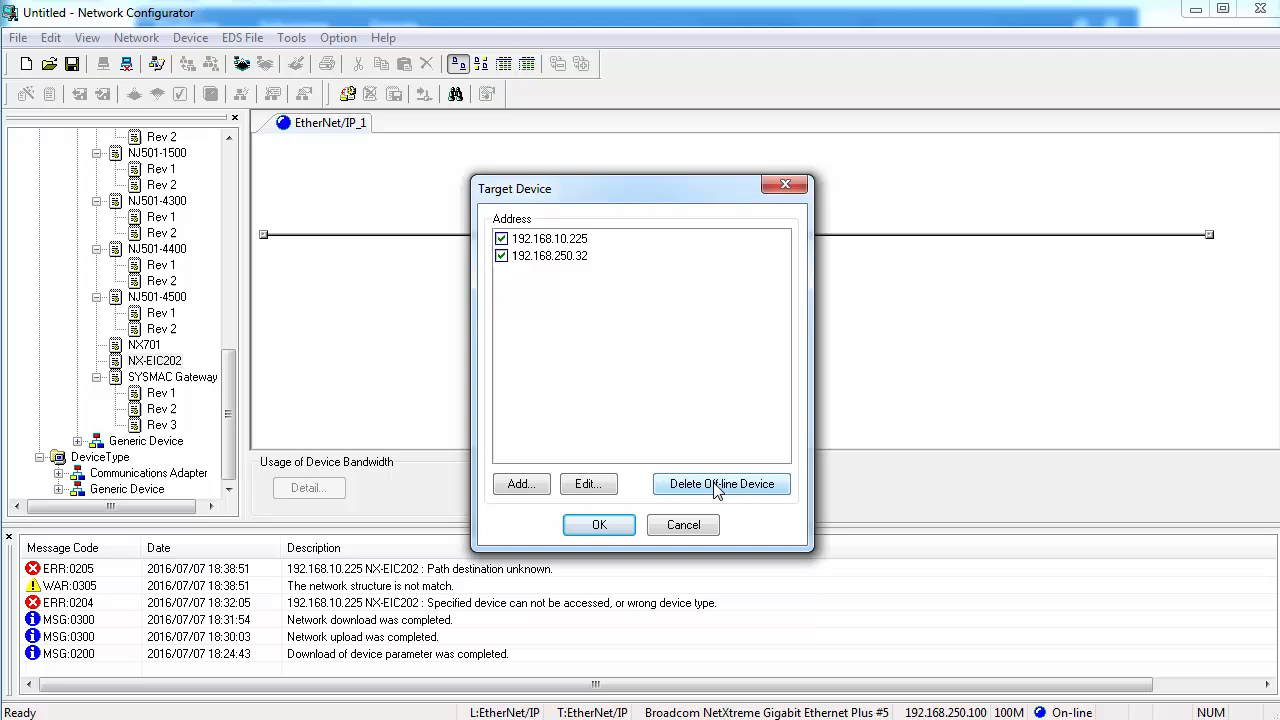 Untitled - Network Configurator
File Edit View Network Device EDS File Tools Option Help
EtherNet/IP_1
Rev 2
NJ501-1500
Rev 1
Rev 2
NJ501-4300
Rev 1
Rev 2
NJ501-4400
Rev 1
Rev 2
NJ501-4500
Rev 1
Rev 2
NX701
NX-EIC202
SYSMAC Gateway
Rev 1
Rev 2
Rev 3
Generic Device
DeviceType
Communications Adapter
Generic Device
Target Device
Address
192.168.10.225
192.168.250.32
Add... Edit... Delete Off-line Device
OK Cancel
Usage of Device Bandwidth
Detail...
Message Code Date Description
ERR:0205 2016/07/07 18:38:51 192.168.10.225 NX-EIC202 : Path destination unknown.
WAR:0305 2016/07/07 18:38:51 The network structure is not match.
ERR:0204 2016/07/07 18:32:05 192.168.10.225 NX-EIC202 : Specified device can not be accessed, or wrong device type.
MSG:0300 2016/07/07 18:31:54 Network download was completed.
MSG:0300 2016/07/07 18:30:03 Network upload was completed.
MSG:0200 2016/07/07 18:24:43 Download of device parameter was completed.
Ready L:EtherNet/IP T:EtherNet/IP Broadcom NetXtreme Gigabit Ethernet Plus #5 192.168.250.100 100M On-line NUM